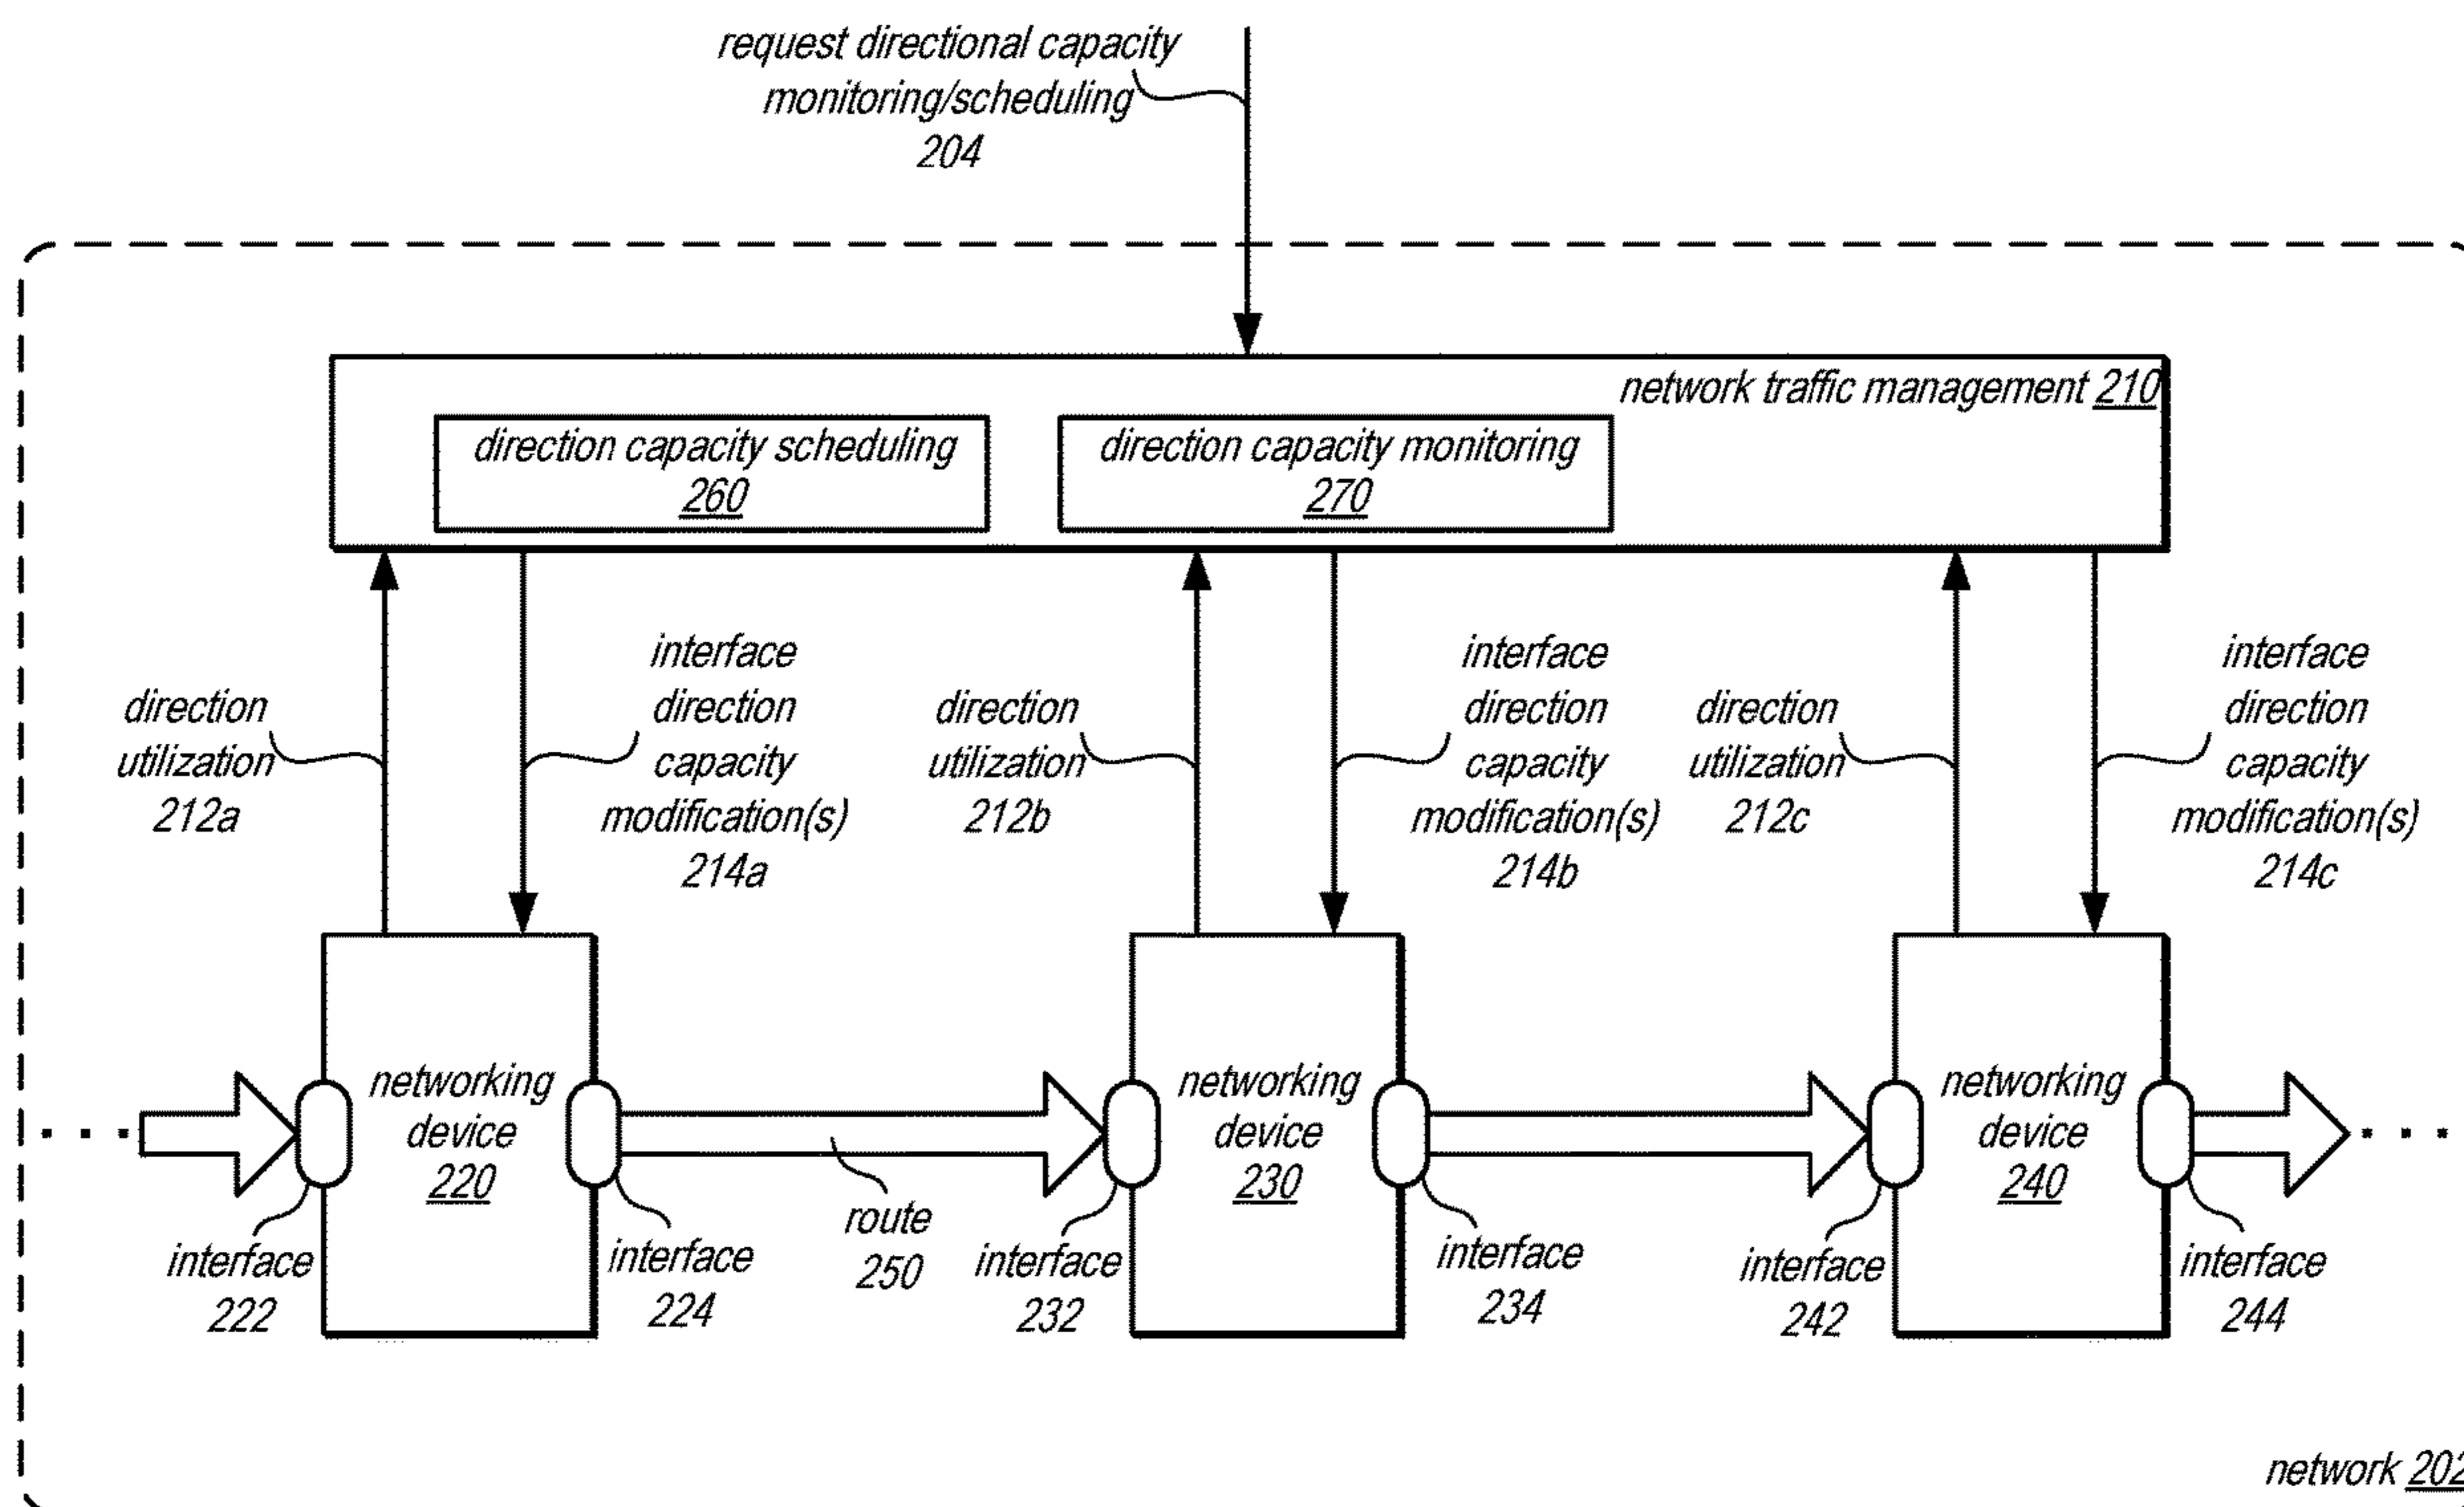 request directional capacity
monitoring/scheduling
204
network traffic management 210
direction capacity scheduling
260
direction capacity monitoring
270
direction
utilization
212a
interface
direction
capacity
modification(s)
214a
direction
utilization
212b
interface
direction
capacity
modification(s)
214b
direction
utilization
212c
interface
direction
capacity
modification(s)
214c
networking
device
220
networking
device
230
networking
device
240
interface
222
interface
224
route
250
interface
232
interface
234
interface
242
interface
244
network 202